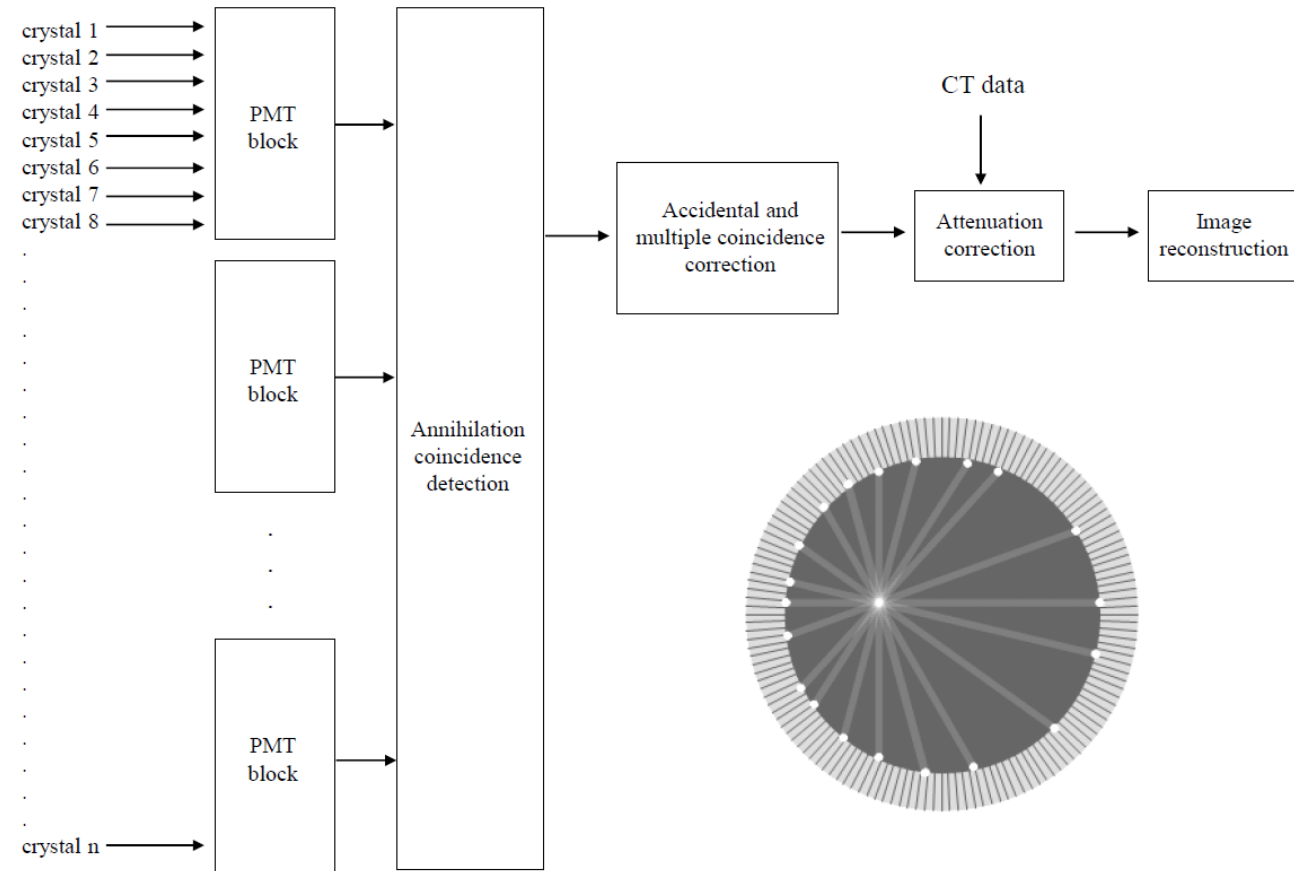 crystal 1
crystal 2
crystal 3
crystal 4
crystal 5
crystal 6
crystal 7
crystal 8
crystal n
PMT
block
PMT
block
PMT
block
Annihilation
coincidence
detection
Accidental and
multiple coincidence
correction
CT data
Attenuation
correction
Image
reconstruction